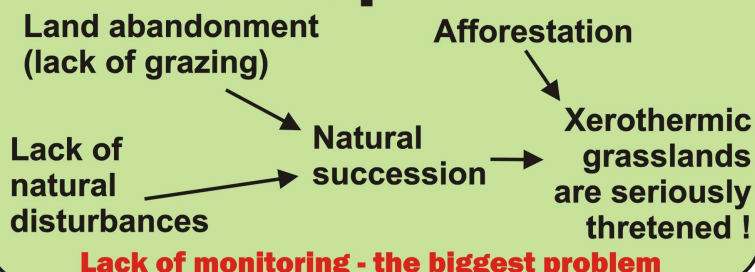 Land abandonment
(lack of grazing)
Afforestation
Lack of
natural
disturbances
Natural
succession
Xerothermic
grasslands
are seriously
thretened !
Lack of monitoring - the biggest problem